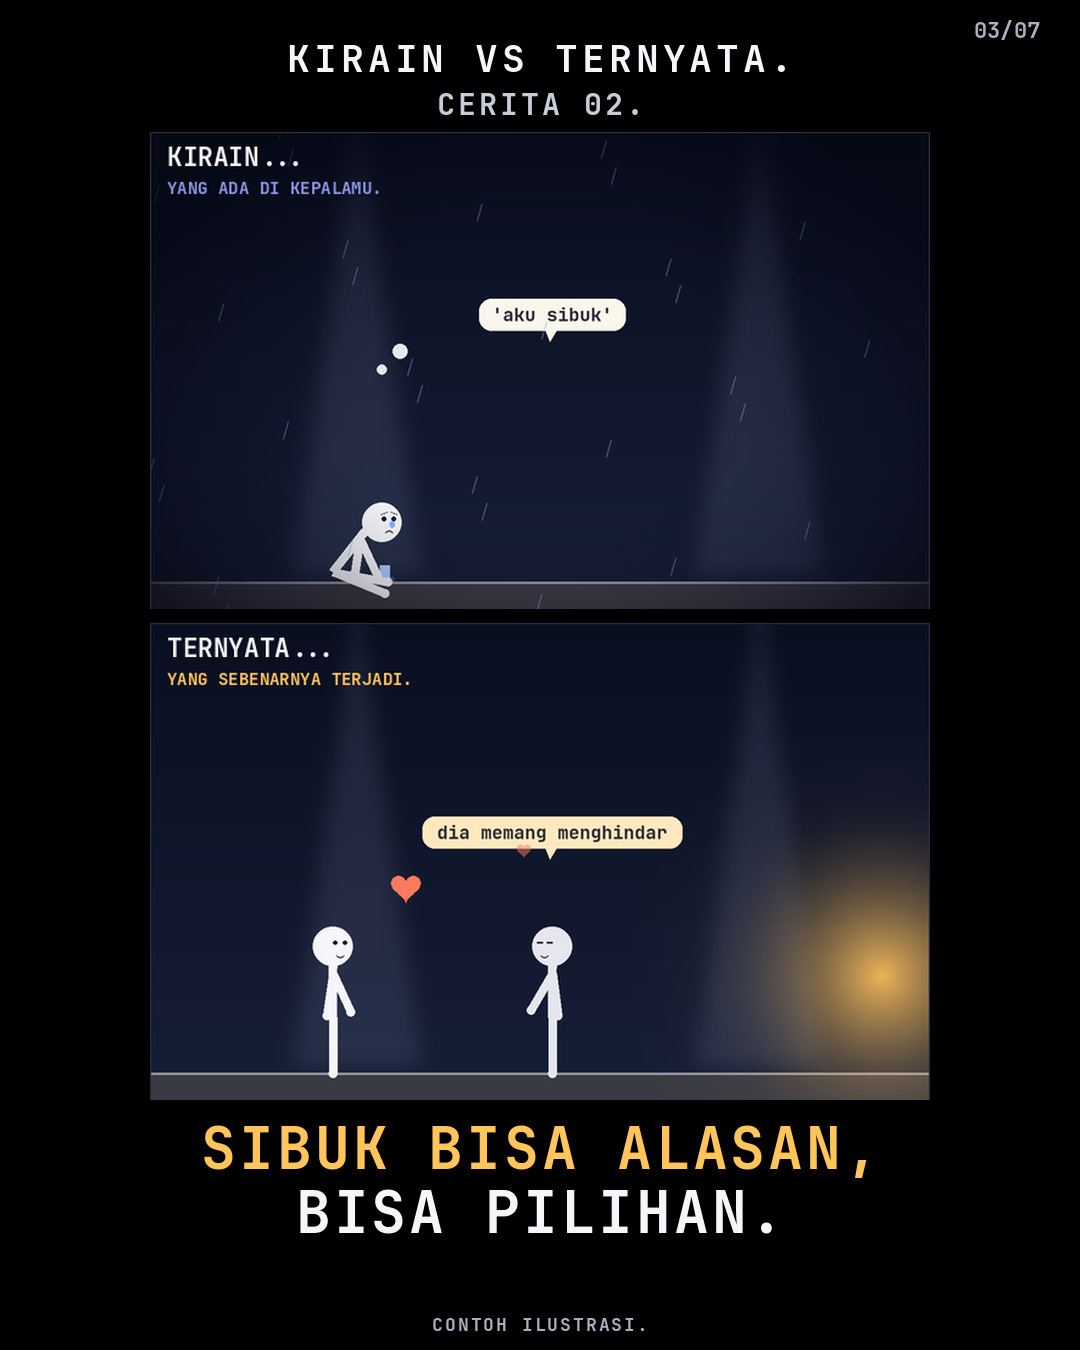 03/07
KIRAIN VS TERNYATA.
CERITA 02.
KIRAIN...
YANG ADA DI KEPALAMU.
'aku sibuk'
TERNYATA...
YANG SEBENARNYA TERJADI.
dia memang menghindar
SIBUK BISA ALASAN,
BISA PILIHAN.
CONTOH ILUSTRASI.